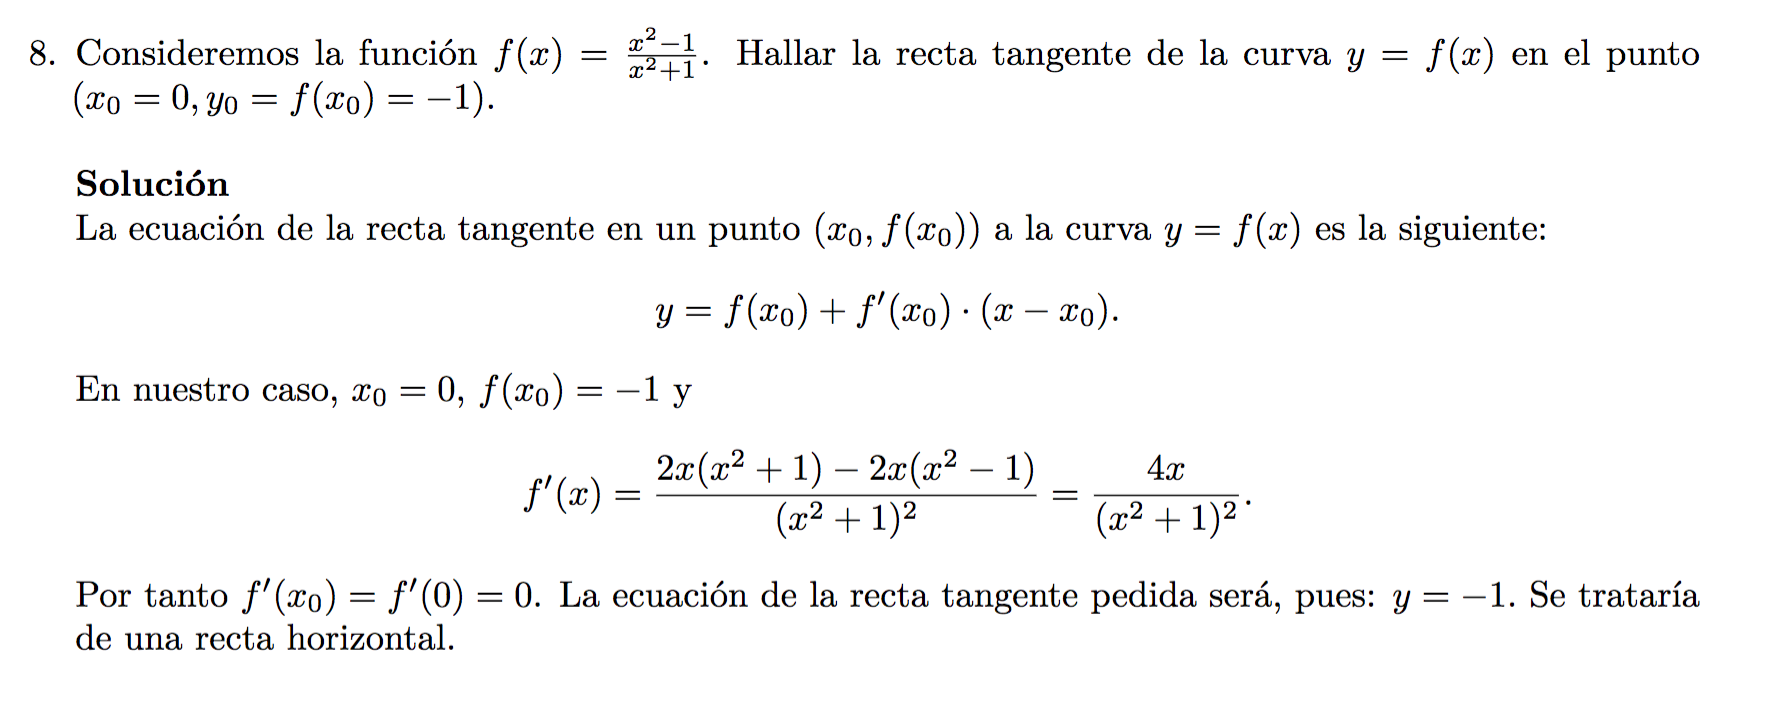 8. Consideremos la función $f(x) = \frac{x^2-1}{x^2+1}$. Hallar la recta tangente de la curva $y = f(x)$ en el punto
$(x_0 = 0, y_0 = f(x_0) = -1)$.
Solución
La ecuación de la recta tangente en un punto $(x_0, f(x_0))$ a la curva $y = f(x)$ es la siguiente:
$y = f(x_0) + f'(x_0) \cdot (x - x_0).$
En nuestro caso, $x_0 = 0$, $f(x_0) = -1$ y
$f'(x) = \frac{2x(x^2 + 1) - 2x(x^2 - 1)}{(x^2 + 1)^2} = \frac{4x}{(x^2 + 1)^2}.$
Por tanto $f'(x_0) = f'(0) = 0$. La ecuación de la recta tangente pedida será, pues: $y = -1$. Se trataría
de una recta horizontal.